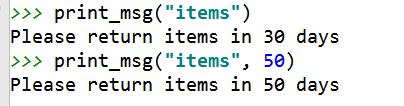 >>> print_msg("items")
Please return items in 30 days
>>> print_msg("items", 50)
Please return items in 50 days